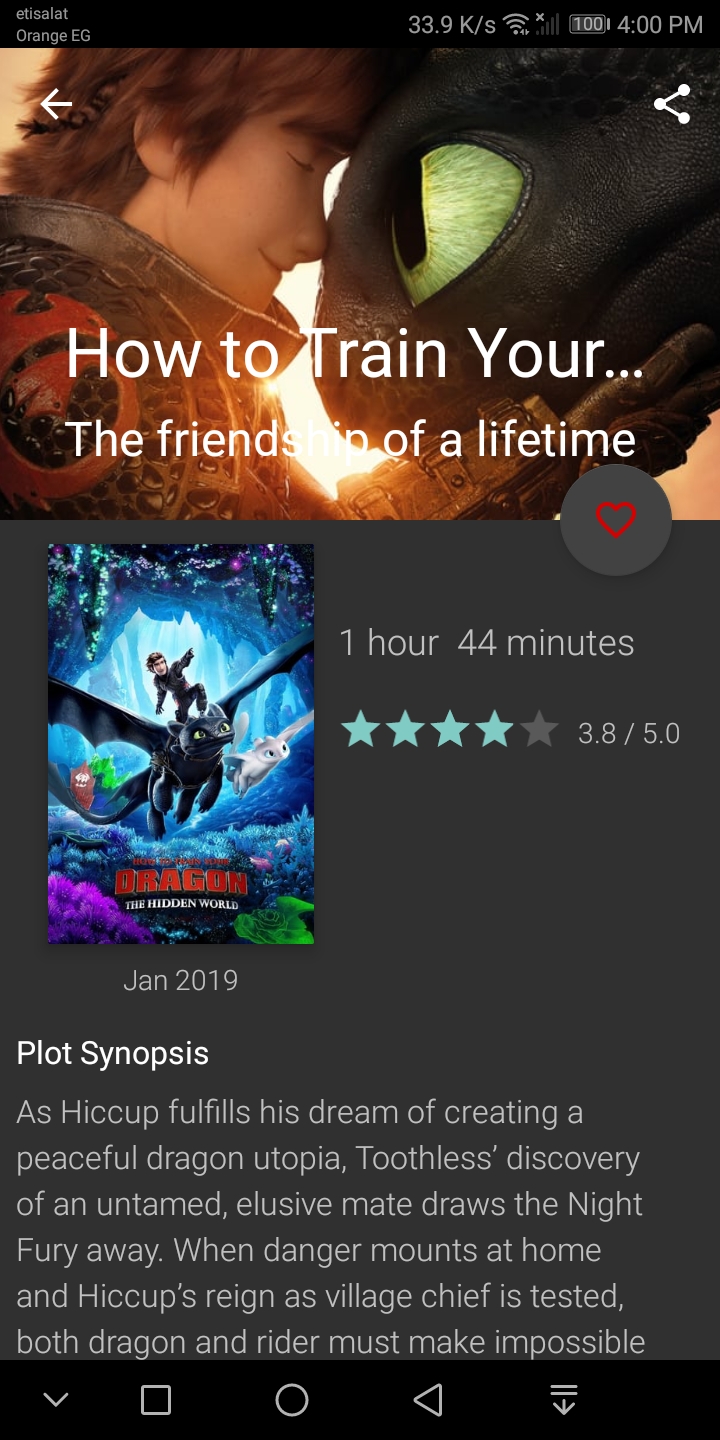 etisalat
Orange EG
33.9 K/s
100
4:00 PM
How to Train Your...
The friendship of a lifetime
1 hour  44 minutes
3.8 / 5.0
HOW TO TRAIN YOUR
DRAGON
THE HIDDEN WORLD
Jan 2019
Plot Synopsis
As Hiccup fulfills his dream of creating a
peaceful dragon utopia, Toothless’ discovery
of an untamed, elusive mate draws the Night
Fury away. When danger mounts at home
and Hiccup’s reign as village chief is tested,
both dragon and rider must make impossible